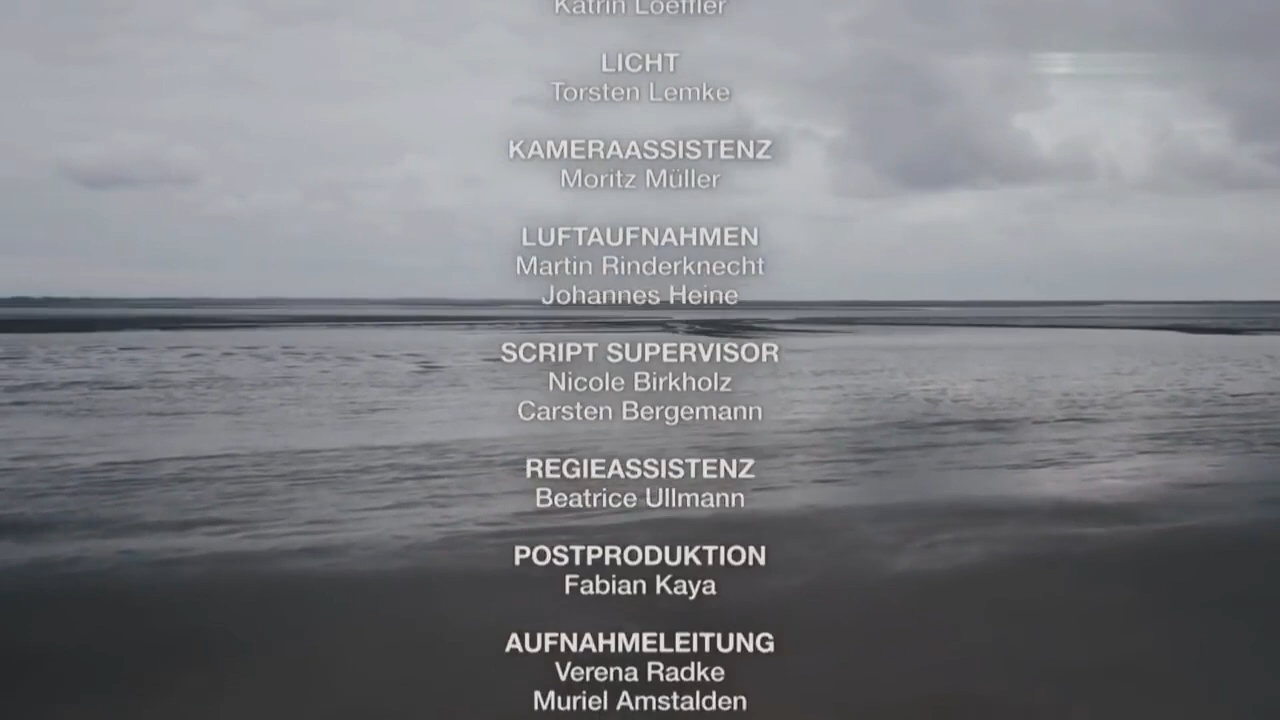 Katrin Loeffler
LICHT
Torsten Lemke
KAMERAASSISTENZ
Moritz Müller
LUFTAUFNAHMEN
Martin Rinderknecht
Johannes Heine
SCRIPT SUPERVISOR
Nicole Birkholz
Carsten Bergemann
REGIEASSISTENZ
Beatrice Ullmann
POSTPRODUKTION
Fabian Kaya
AUFNAHMELEITUNG
Verena Radke
Muriel Amstalden